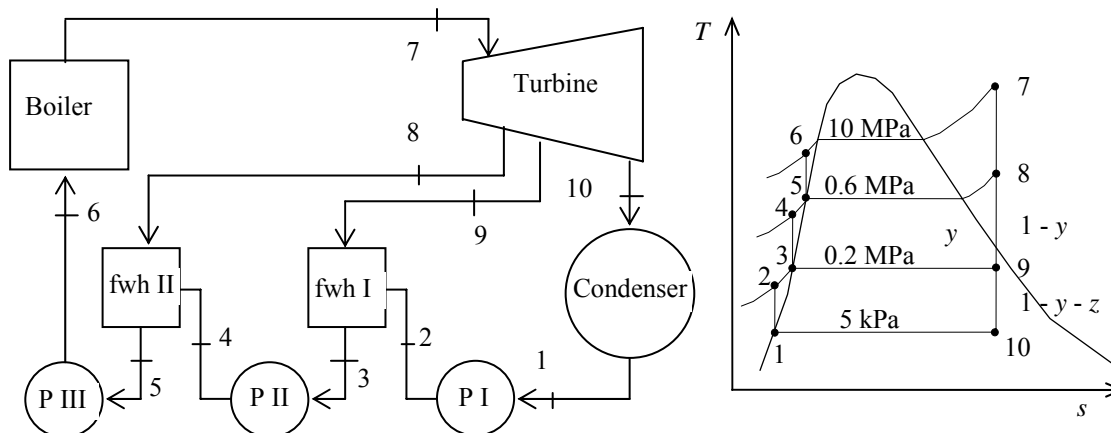 7
Boiler
Turbine
8
10
6
9
fwh II
fwh I
Condenser
4
2
1
5
3
P III
P II
P I
T
7
6
10 MPa
8
5
0.6 MPa
4
y
1 - y
3
0.2 MPa
9
2
1 - y - z
5 kPa
1
10
s